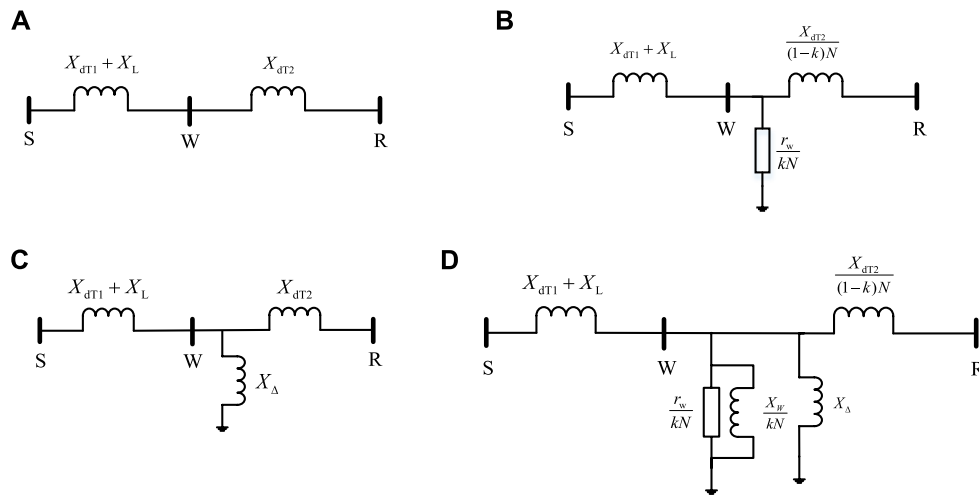 A
X_dT1 + X_L
X_dT2
S
W
R
B
X_dT1 + X_L
X_dT2
(1−k)N
S
W
R
r_w
kN
C
X_dT1 + X_L
X_dT2
S
W
R
X_Δ
D
X_dT1 + X_L
X_dT2
(1−k)N
S
W
R
r_w
kN
X_W
kN
X_Δ